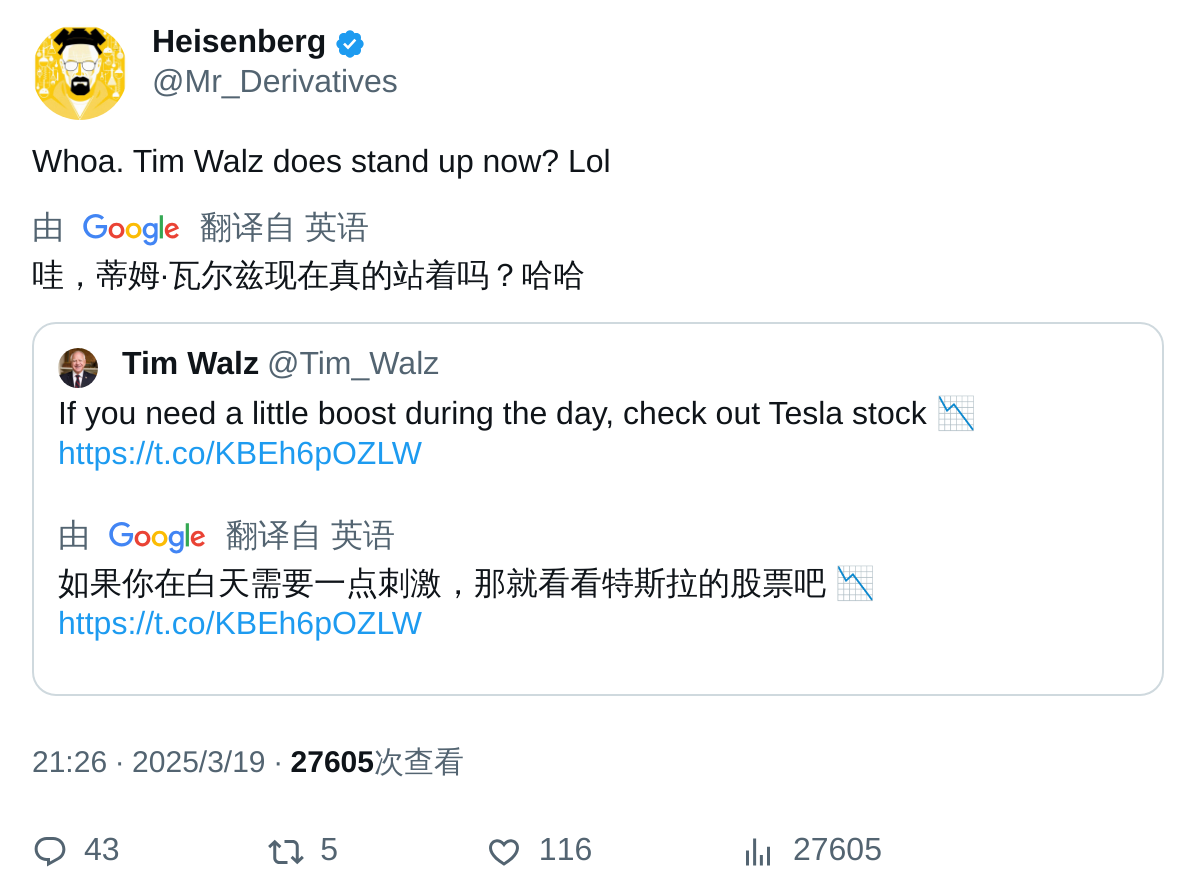 Heisenberg
@Mr_Derivatives
Whoa. Tim Walz does stand up now? Lol
由 Google 翻译自 英语
哇，蒂姆·瓦尔兹现在真的站着吗？哈哈
Tim Walz @Tim_Walz
If you need a little boost during the day, check out Tesla stock 📉
https://t.co/KBEh6pOZLW
由 Google 翻译自 英语
如果你在白天需要一点刺激，那就看看特斯拉的股票吧 📉
https://t.co/KBEh6pOZLW
21:26 · 2025/3/19 · 27605次查看
43 5 116 27605